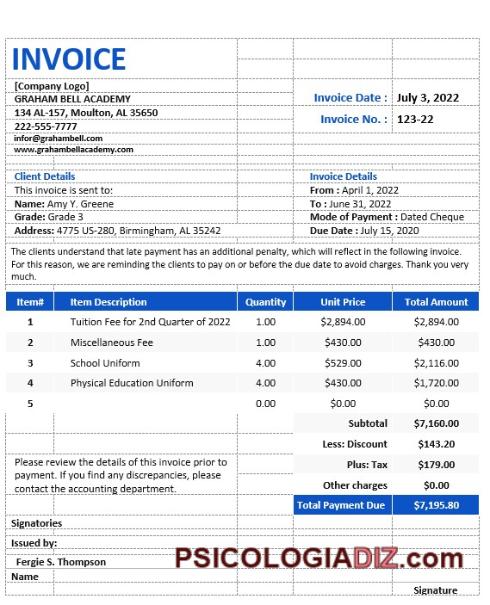 INVOICE
[Company Logo]
GRAHAM BELL ACADEMY
134 AL-157, Moulton, AL 35650
222-555-7777
infor@grahambell.com
www.grahambellacademy.com
Invoice Date : July 3, 2022
Invoice No. : 123-22
Client Details
This invoice is sent to:
Name: Amy Y. Greene
Grade: Grade 3
Address: 4775 US-280, Birmingham, AL 35242
Invoice Details
From : April 1, 2022
To : June 31, 2022
Mode of Payment : Dated Cheque
Due Date : July 15, 2020
The clients understand that late payment has an additional penalty, which will reflect in the following invoice.
For this reason, we are reminding the clients to pay on or before the due date to avoid charges. Thank you very
much.
Item# Item Description Quantity Unit Price Total Amount
1 Tuition Fee for 2nd Quarter of 2022 1.00 $2,894.00 $2,894.00
2 Miscellaneous Fee 1.00 $430.00 $430.00
3 School Uniform 4.00 $529.00 $2,116.00
4 Physical Education Uniform 4.00 $430.00 $1,720.00
5 0.00 $0.00 $0.00
Subtotal $7,160.00
Less: Discount $143.20
Plus: Tax $179.00
Other charges $0.00
Total Payment Due $7,195.80
Please review the details of this invoice prior to
payment. If you find any discrepancies, please
contact the accounting department.
Signatories
Issued by:
Fergie S. Thompson
Name
Signature
PSICOLOGIADIZ.com